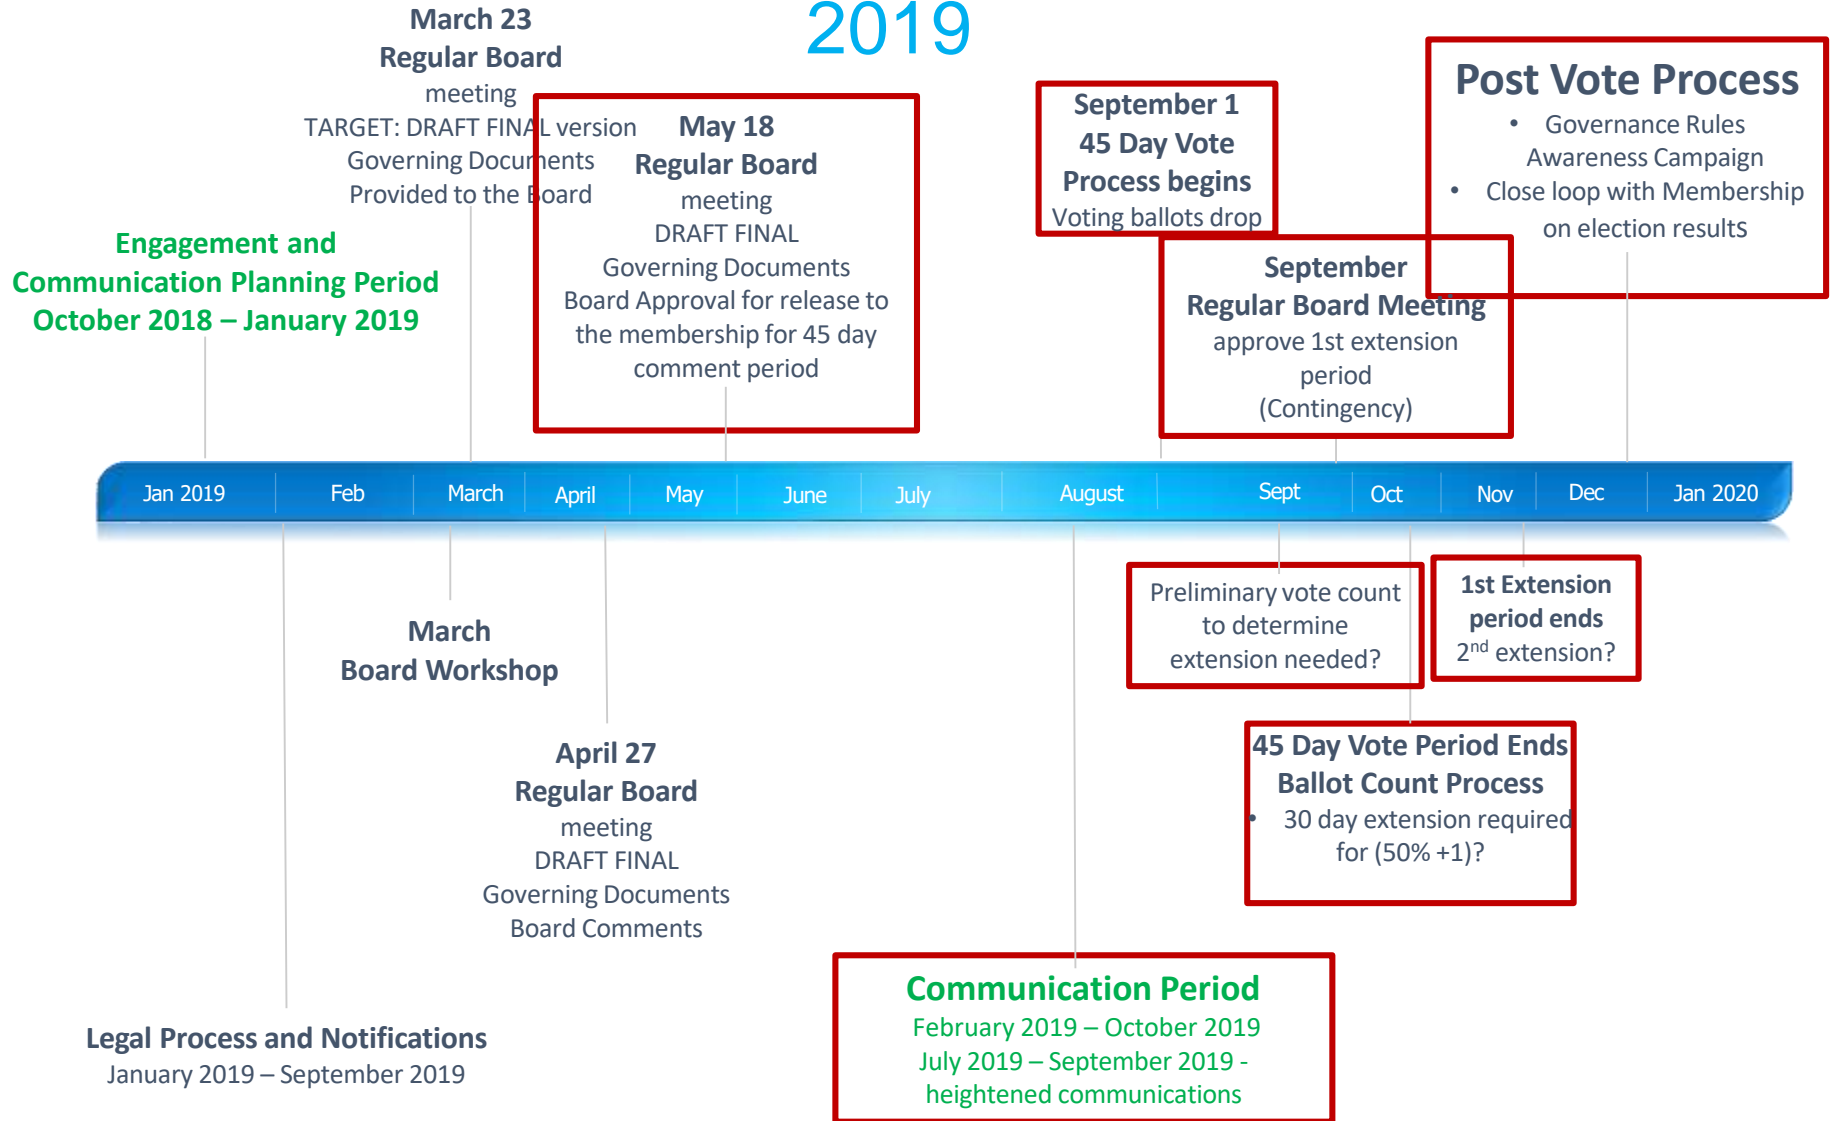 2019
March 23
Regular Board
meeting
TARGET: DRAFT FINAL version
Governing Documents
Provided to the Board
May 18
Regular Board
meeting
DRAFT FINAL
Governing Documents
Board Approval for release to
the membership for 45 day
comment period
September 1
45 Day Vote
Process begins
Voting ballots drop
Post Vote Process
• Governance Rules
Awareness Campaign
• Close loop with Membership
on election results
Engagement and
Communication Planning Period
October 2018 – January 2019
September
Regular Board Meeting
approve 1st extension
period
(Contingency)
Jan 2019 Feb March April May June July August Sept Oct Nov Dec Jan 2020
March
Board Workshop
Preliminary vote count
to determine
extension needed?
1st Extension
period ends
2nd extension?
April 27
Regular Board
meeting
DRAFT FINAL
Governing Documents
Board Comments
45 Day Vote Period Ends
Ballot Count Process
• 30 day extension required
for (50% +1)?
Legal Process and Notifications
January 2019 – September 2019
Communication Period
February 2019 – October 2019
July 2019 – September 2019 -
heightened communications